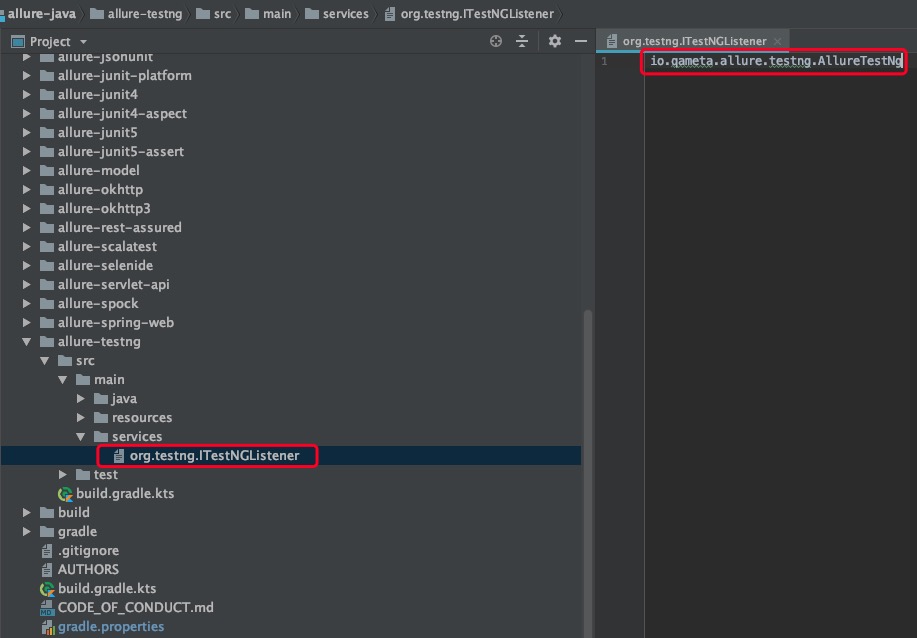 allure-java allure-testng src main services org.testng.ITestNGListener
Project
org.testng.ITestNGListener
1 io.qameta.allure.testng.AllureTestNg
allure-jsonunit
allure-junit-platform
allure-junit4
allure-junit4-aspect
allure-junit5
allure-junit5-assert
allure-model
allure-okhttp
allure-okhttp3
allure-rest-assured
allure-scalatest
allure-selenide
allure-servlet-api
allure-spock
allure-spring-web
allure-testng
src
main
java
resources
services
org.testng.ITestNGListener
test
build.gradle.kts
build
gradle
.gitignore
AUTHORS
build.gradle.kts
CODE_OF_CONDUCT.md
gradle.properties